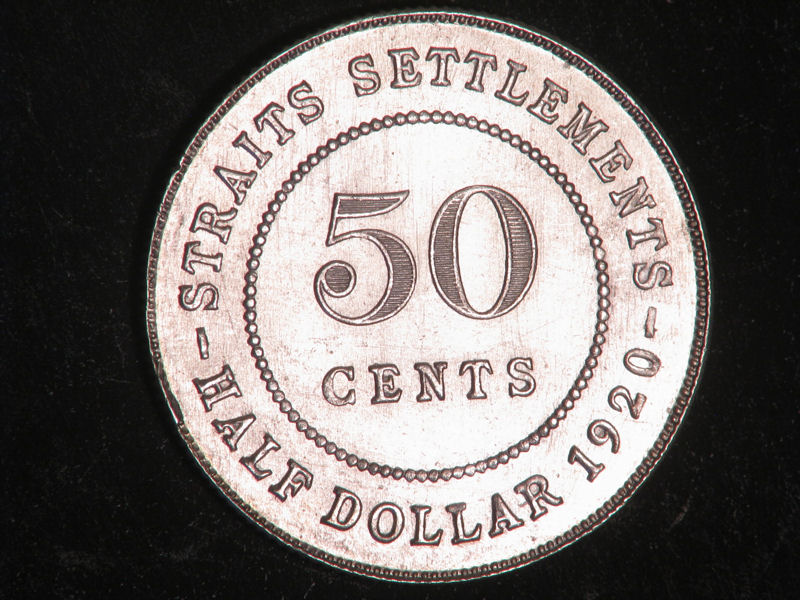 – STRAITS SETTLEMENTS –
50
CENTS
HALF DOLLAR 1920